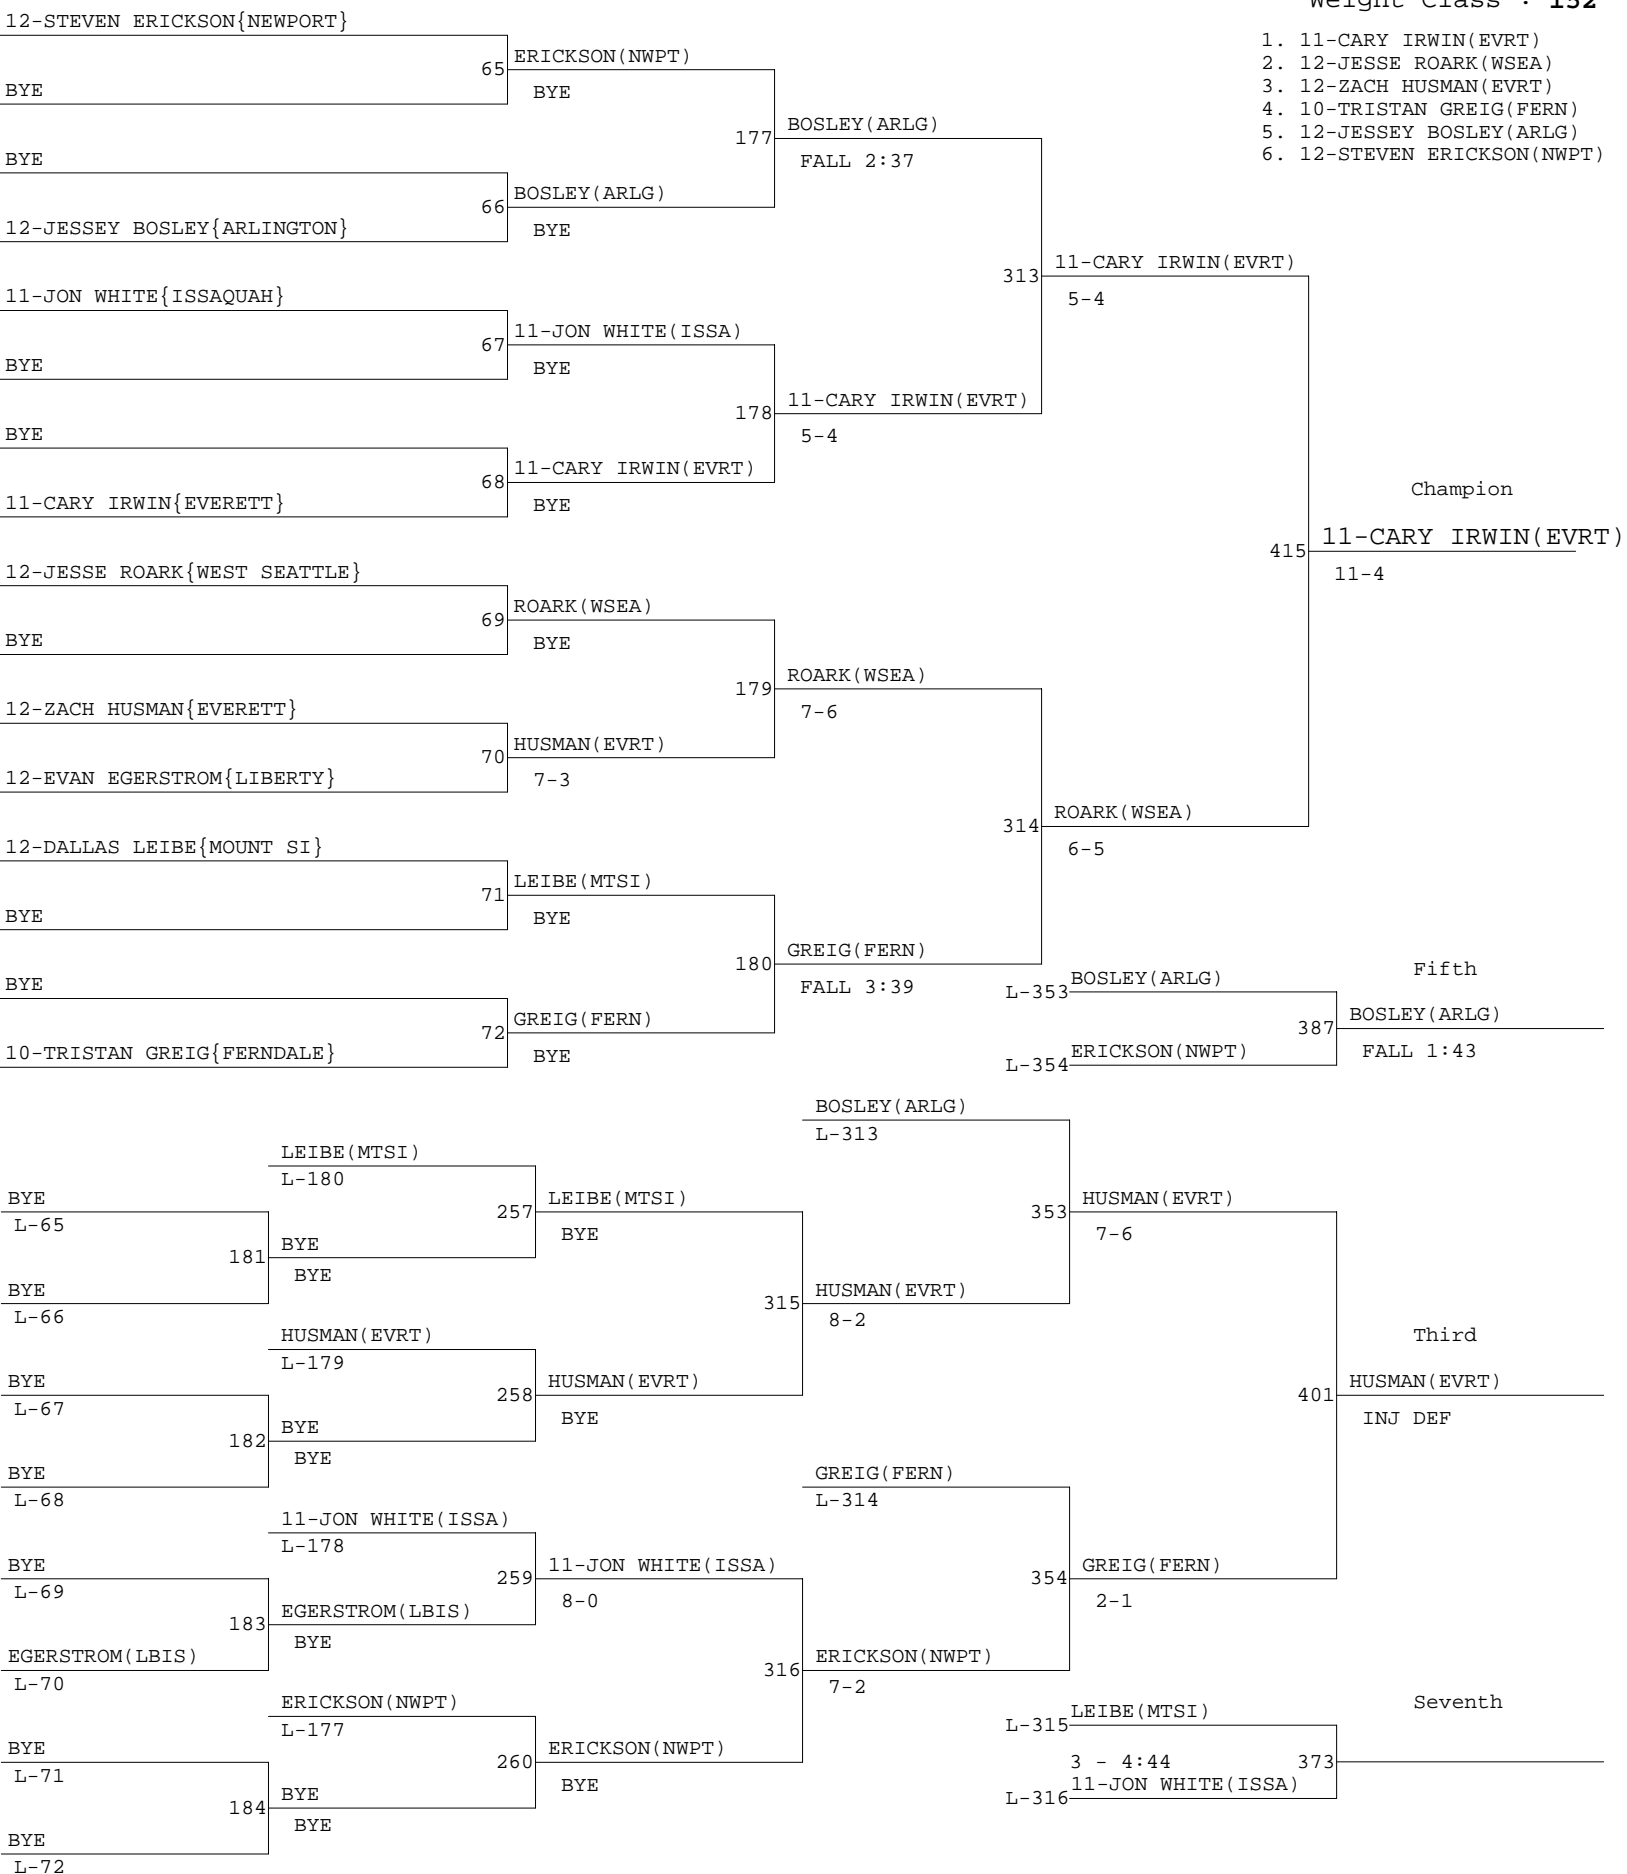 Weight Class : 152
12-STEVEN ERICKSON{NEWPORT}
1. 11-CARY IRWIN(EVRT)
2. 12-JESSE ROARK(WSEA)
3. 12-ZACH HUSMAN(EVRT)
4. 10-TRISTAN GREIG(FERN)
5. 12-JESSEY BOSLEY(ARLG)
6. 12-STEVEN ERICKSON(NWPT)
65 ERICKSON(NWPT)
BYE BYE
177 BOSLEY(ARLG)
BYE FALL 2:37
66 BOSLEY(ARLG)
12-JESSEY BOSLEY{ARLINGTON} BYE
313 11-CARY IRWIN(EVRT)
11-JON WHITE{ISSAQUAH} 5-4
67 11-JON WHITE(ISSA)
BYE BYE
178 11-CARY IRWIN(EVRT)
BYE 5-4
68 11-CARY IRWIN(EVRT)
11-CARY IRWIN{EVERETT} BYE
Champion
415 11-CARY IRWIN(EVRT)
12-JESSE ROARK{WEST SEATTLE} 11-4
69 ROARK(WSEA)
BYE BYE
179 ROARK(WSEA)
12-ZACH HUSMAN{EVERETT} 7-6
70 HUSMAN(EVRT)
12-EVAN EGERSTROM{LIBERTY} 7-3
314 ROARK(WSEA)
12-DALLAS LEIBE{MOUNT SI} 6-5
71 LEIBE(MTSI)
BYE BYE
180 GREIG(FERN)
BYE FALL 3:39
72 GREIG(FERN)
10-TRISTAN GREIG{FERNDALE} BYE
Fifth
L-353 BOSLEY(ARLG)
387 BOSLEY(ARLG)
L-354 ERICKSON(NWPT) FALL 1:43
BOSLEY(ARLG)
L-313
LEIBE(MTSI)
L-180
BYE 257 LEIBE(MTSI) 353 HUSMAN(EVRT)
L-65 BYE 7-6
181 BYE
BYE
BYE 315 HUSMAN(EVRT)
L-66 8-2
HUSMAN(EVRT) Third
L-179
BYE 258 HUSMAN(EVRT) 401 HUSMAN(EVRT)
L-67 BYE INJ DEF
182 BYE
BYE
BYE GREIG(FERN)
L-68 L-314
11-JON WHITE(ISSA)
L-178
BYE 259 11-JON WHITE(ISSA) 354 GREIG(FERN)
L-69 8-0 2-1
183 EGERSTROM(LBIS)
BYE
EGERSTROM(LBIS) 316 ERICKSON(NWPT)
L-70 7-2
ERICKSON(NWPT) Seventh
L-177 L-315 LEIBE(MTSI)
BYE 260 ERICKSON(NWPT) 3 - 4:44 373
L-71 BYE L-316 11-JON WHITE(ISSA)
184 BYE
BYE
BYE
L-72